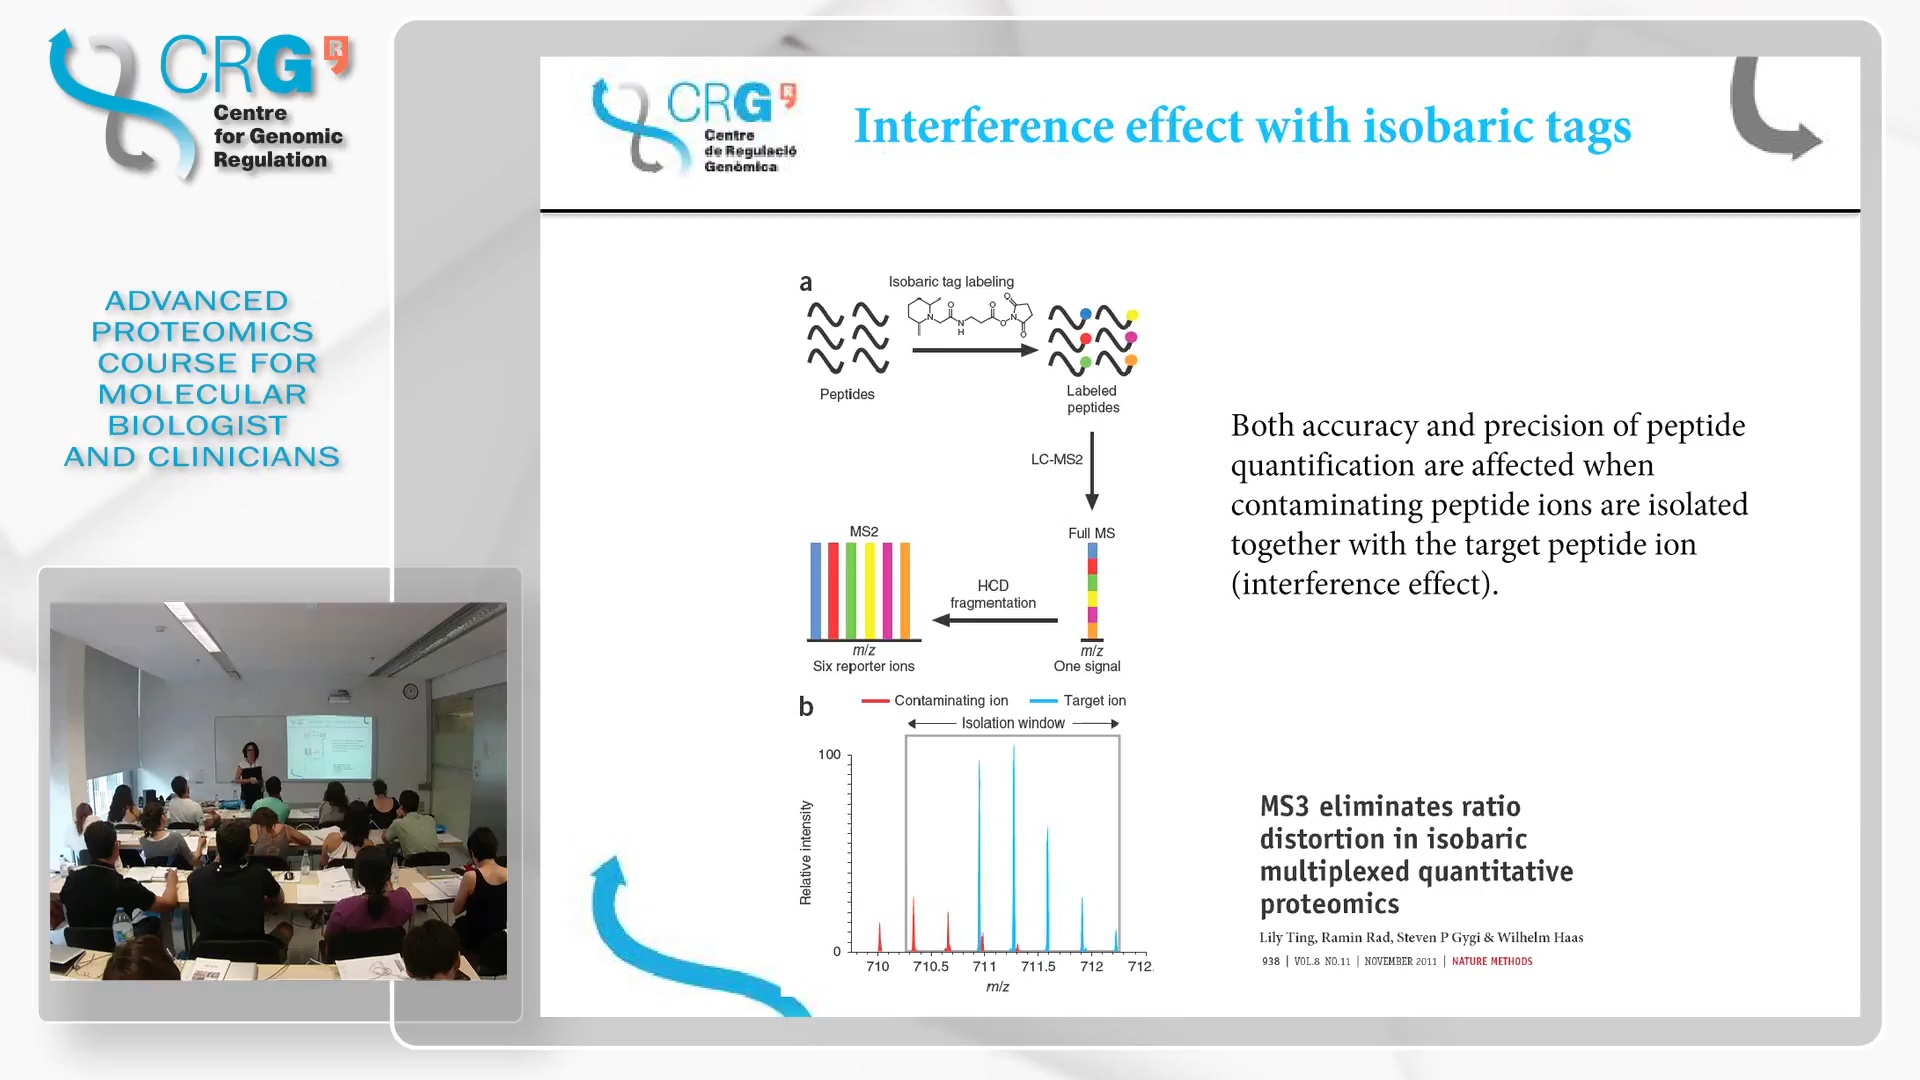 CRG
R
Centre
for Genomic
Regulation
ADVANCED
PROTEOMICS
COURSE FOR
MOLECULAR
BIOLOGIST
AND CLINICIANS
CRG
R
Centre
de Regulació
Genòmica
Interference effect with isobaric tags
a
Isobaric tag labeling
O
O
O
N
N
H
O
N
O
O
Peptides
Labeled
peptides
LC-MS2
MS2
Full MS
HCD
fragmentation
m/z
Six reporter ions
m/z
One signal
b
Contaminating ion
Target ion
Isolation window
100
Relative intensity
0
710
710.5
711
711.5
712
712.
m/z
Both accuracy and precision of peptide
quantification are affected when
contaminating peptide ions are isolated
together with the target peptide ion
(interference effect).
MS3 eliminates ratio
distortion in isobaric
multiplexed quantitative
proteomics
Lily Ting, Ramin Rad, Steven P Gygi & Wilhelm Haas
938 | VOL.8 NO.11 | NOVEMBER 2011 | NATURE METHODS